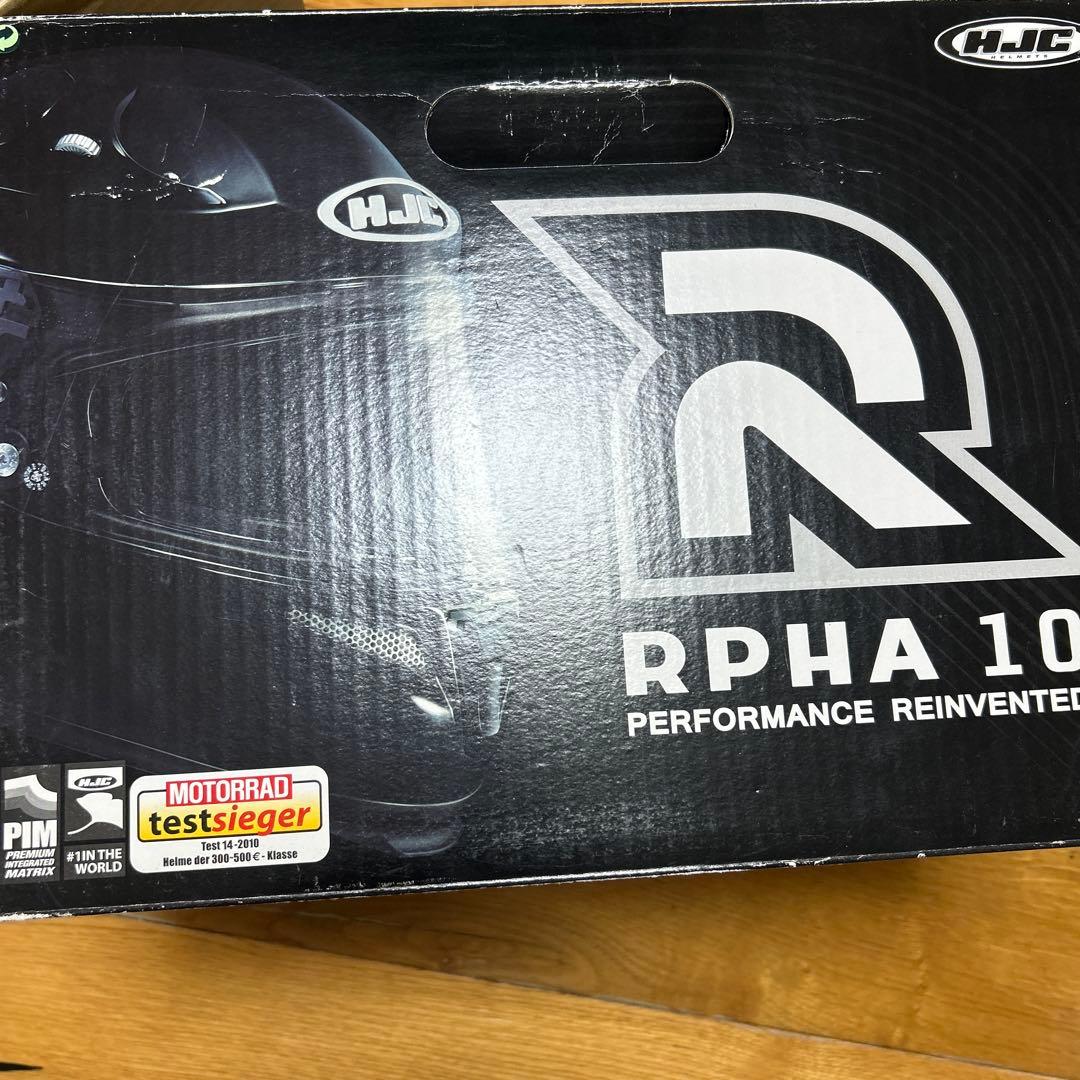 HJC
HELMETS
HJC
RPHA 10
PERFORMANCE REINVENTED
PIM
PREMIUM
INTEGRATED
MATRIX
HJC
#1 IN THE
WORLD
MOTORRAD
testsieger
Test 14-2010
Helme der 300-500 € - Klasse